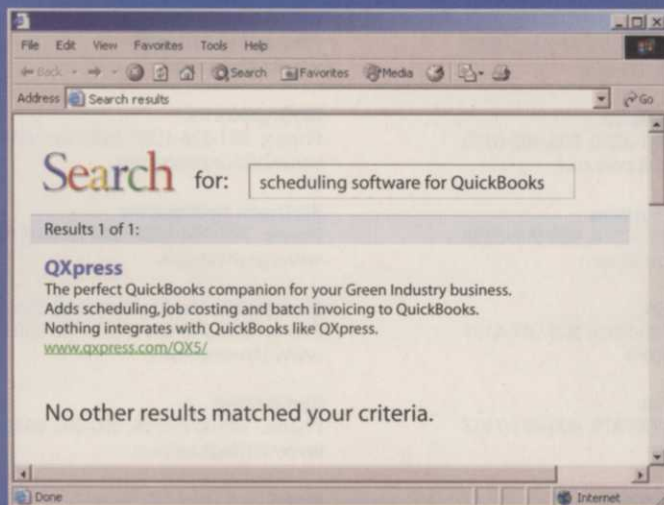 File Edit View Favorites Tools Help
Back Search Favorites Media
Address Search results Go
Search for: scheduling software for QuickBooks
Results 1 of 1:
QXpress
The perfect QuickBooks companion for your Green Industry business.
Adds scheduling, job costing and batch invoicing to QuickBooks.
Nothing integrates with QuickBooks like QXpress.
www.qxpress.com/QX5/
No other results matched your criteria.
Done Internet